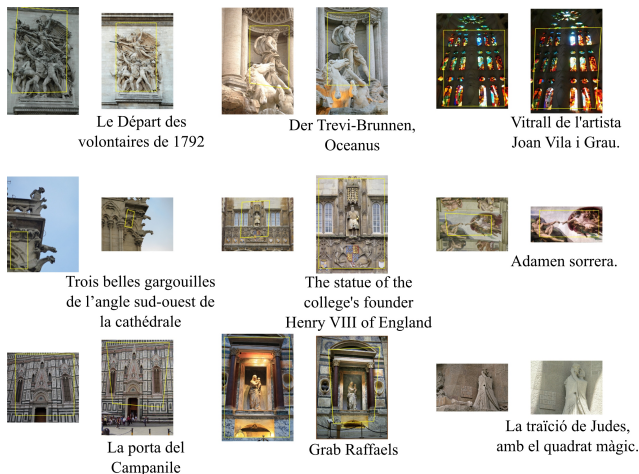 Le Départ des
volontaires de 1792
Der Trevi-Brunnen,
Oceanus
Vitrall de l'artista
Joan Vila i Grau.
Trois belles gargouilles
de l’angle sud-ouest de
la cathédrale
The statue of the
college's founder
Henry VIII of England
Adamen sorrera.
La porta del
Campanile
Grab Raffaels
La traïció de Judes,
amb el quadrat màgic.